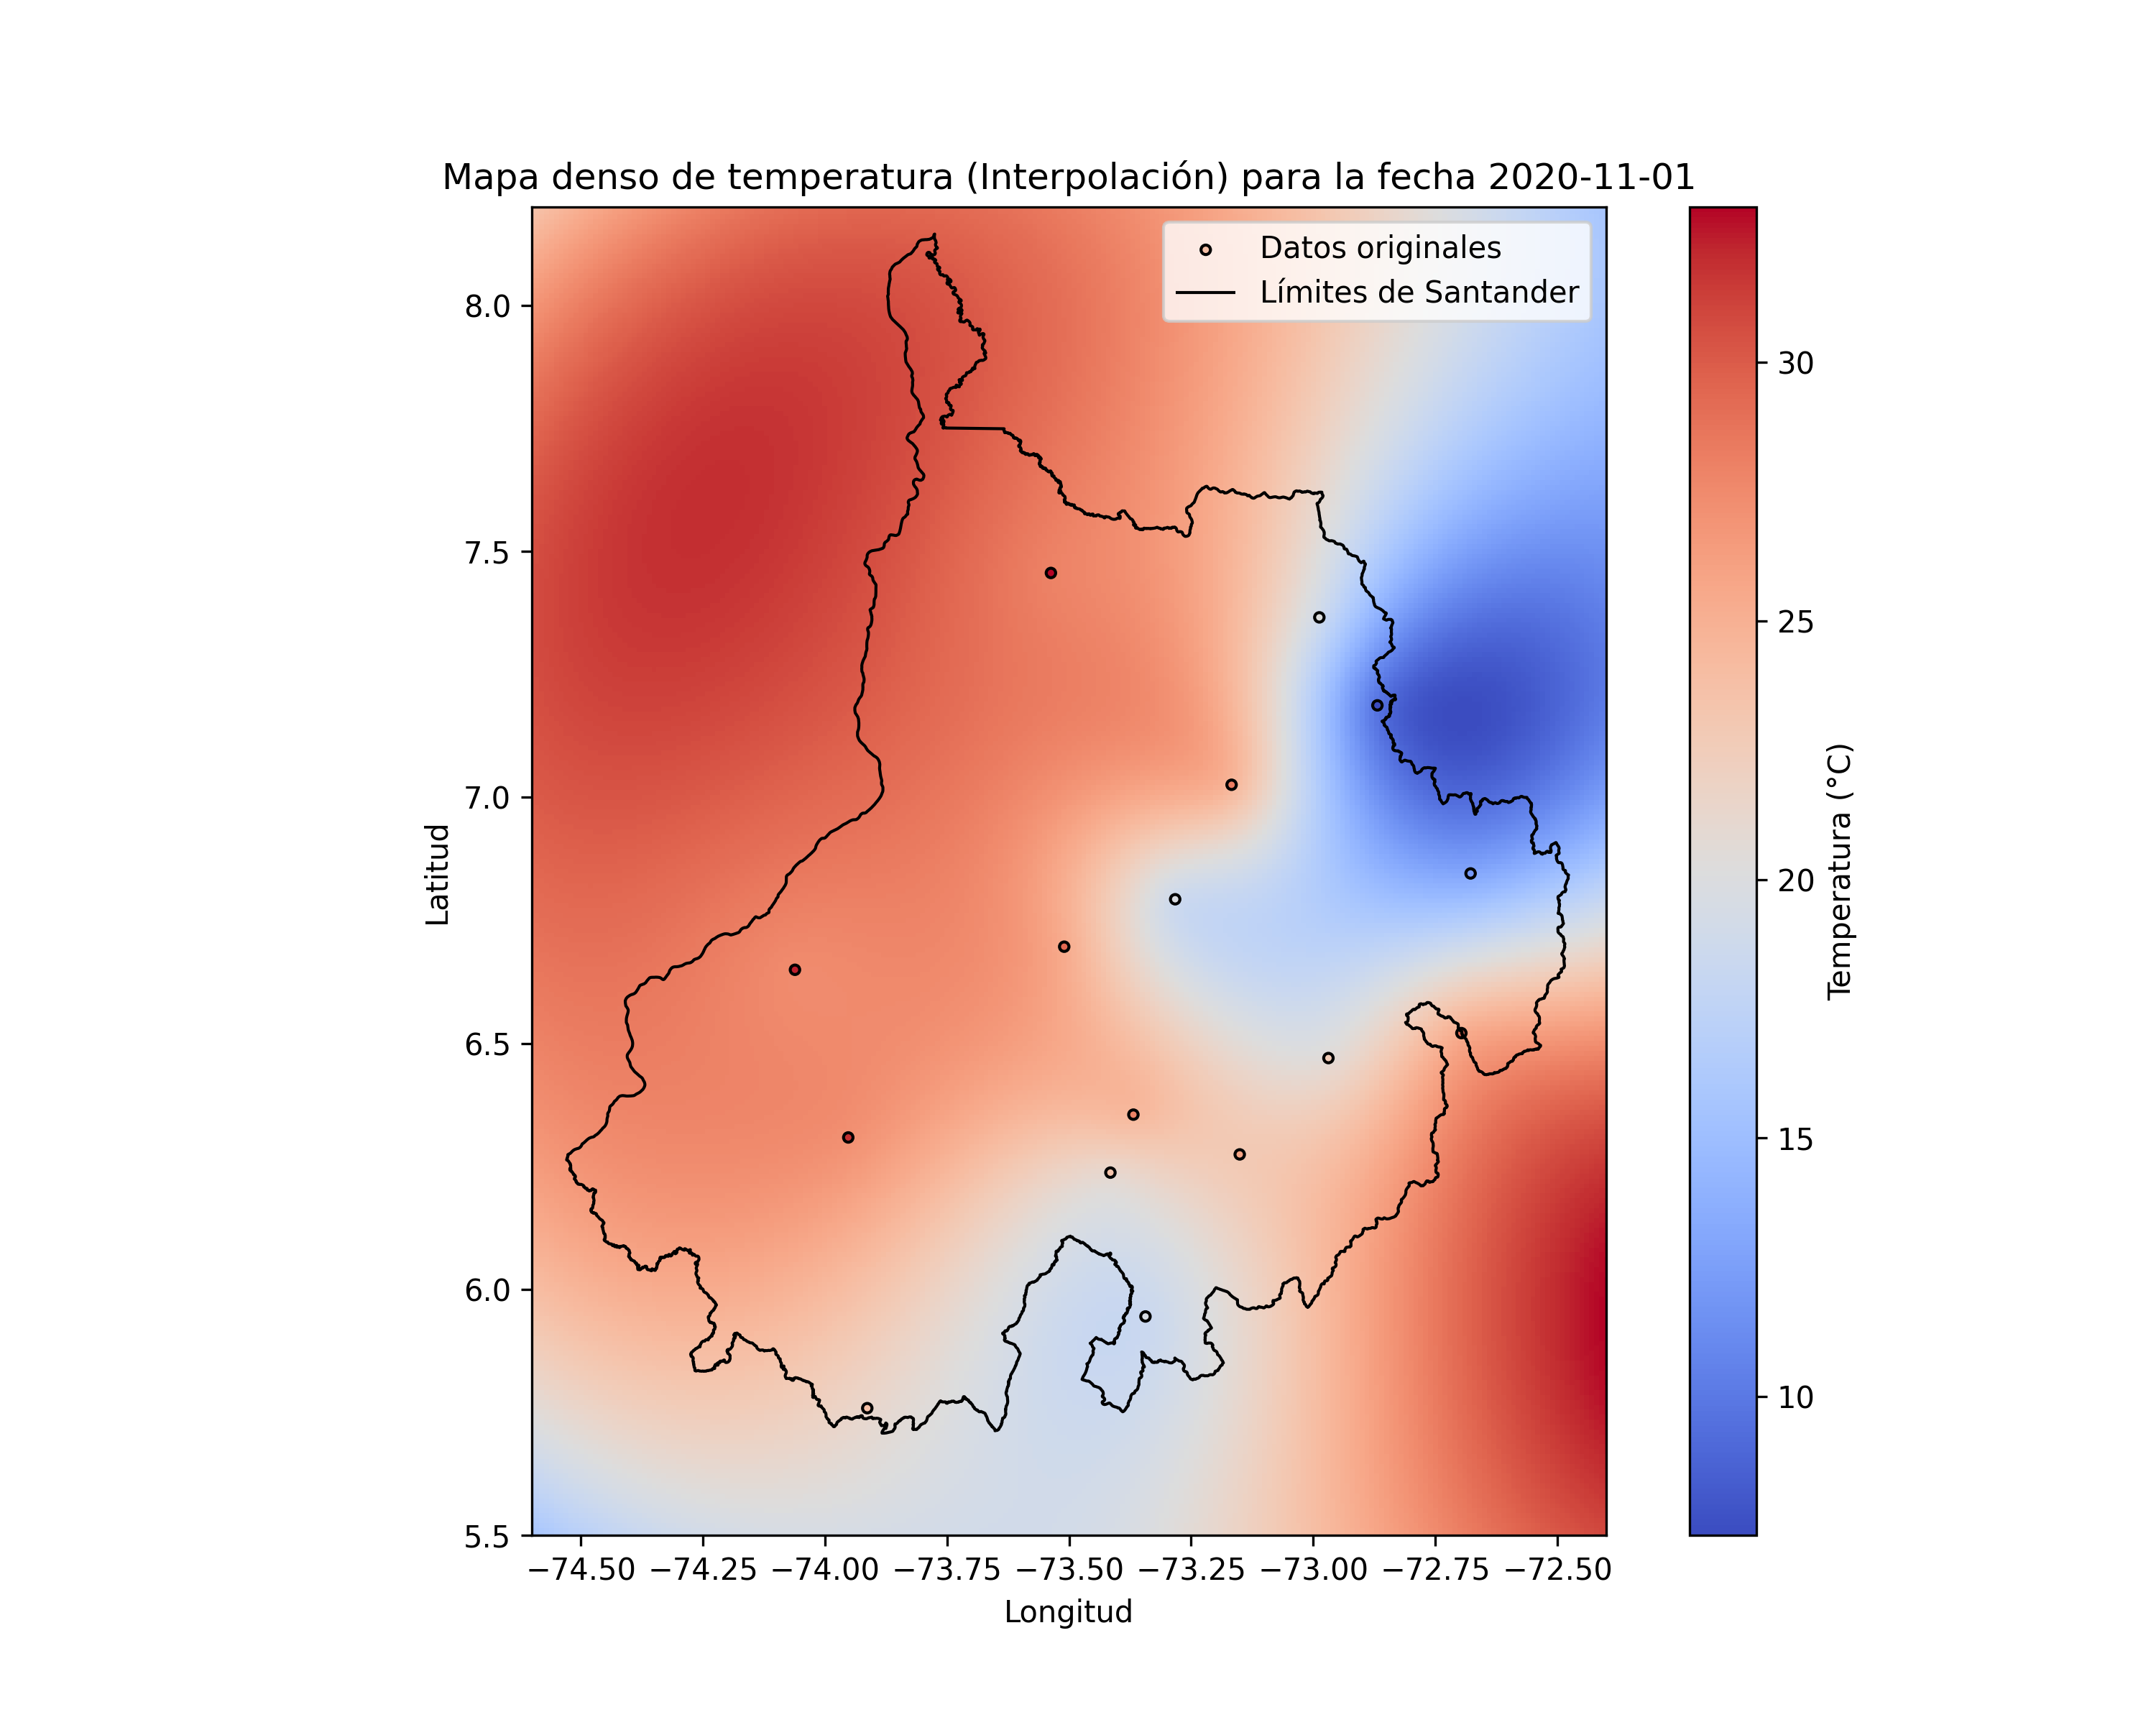 Mapa denso de temperatura (Interpolación) para la fecha 2020-11-01
Datos originales
Límites de Santander
8.0
7.5
7.0
6.5
6.0
5.5
Latitud
−74.50 −74.25 −74.00 −73.75 −73.50 −73.25 −73.00 −72.75 −72.50
Longitud
30
25
20
15
10
Temperatura (°C)